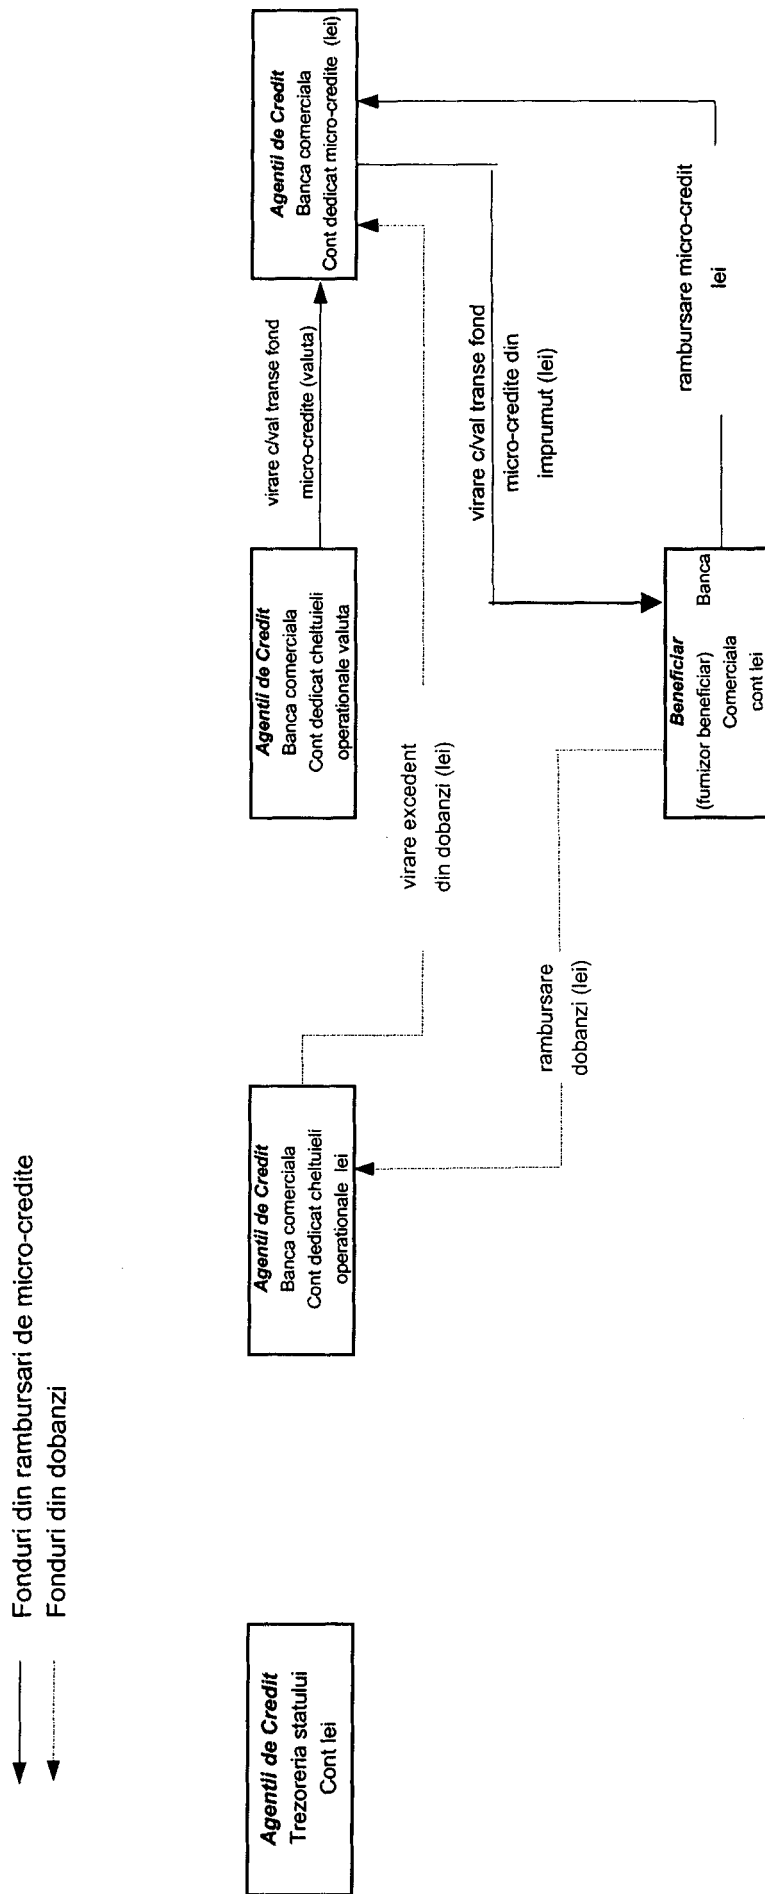 Fonduri din rambursari de micro-credite
Fonduri din dobanzi
Agentii de Credit
Trezoreria statului
Cont lei
Agentii de Credit
Banca comerciala
Cont dedicat cheltuieli
operationale lei
Agentii de Credit
Banca comerciala
Cont dedicat cheltuieli
operationale valuta
virare c/val transe fond
micro-credite (valuta)
Agentii de Credit
Banca comerciala
Cont dedicat micro-credite (lei)
virare excedent
din dobanzi (lei)
virare c/val transe fond
micro-credite din
imprumut (lei)
rambursare
dobanzi (lei)
Beneficiar
(furnizor beneficiar) Banca
Comerciala
cont lei
rambursare micro-credit
lei